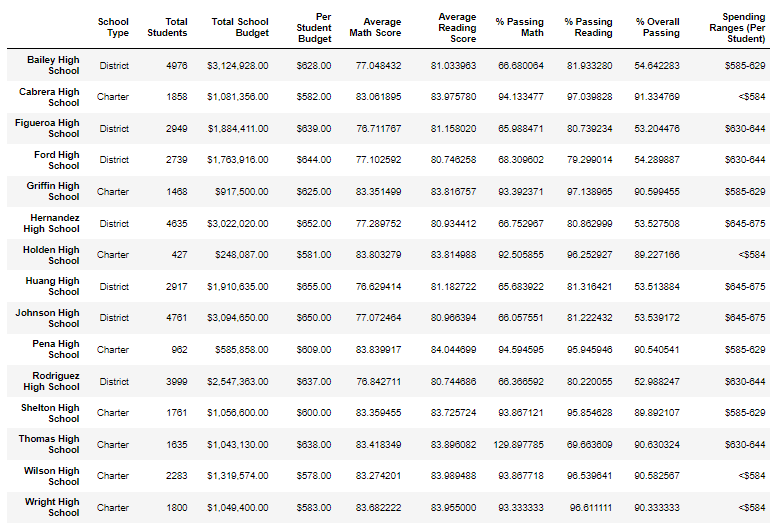 School Type Total Students Total School Budget Per Student Budget Average Math Score Average Reading Score % Passing Math % Passing Reading % Overall Passing Spending Ranges (Per Student)
Bailey High School District 4976 $3,124,928.00 $628.00 77.048432 81.033963 66.680064 81.933280 54.642283 $585-629
Cabrera High School Charter 1858 $1,081,356.00 $582.00 83.061895 83.975780 94.133477 97.039828 91.334769 <$584
Figueroa High School District 2949 $1,884,411.00 $639.00 76.711767 81.158020 65.988471 80.739234 53.204476 $630-644
Ford High School District 2739 $1,763,916.00 $644.00 77.102592 80.746258 68.309602 79.299014 54.289887 $630-644
Griffin High School Charter 1468 $917,500.00 $625.00 83.351499 83.816757 93.392371 97.138965 90.599455 $585-629
Hernandez High School District 4635 $3,022,020.00 $652.00 77.289752 80.934412 66.752967 80.862999 53.527508 $645-675
Holden High School Charter 427 $248,087.00 $581.00 83.803279 83.814988 92.505855 96.252927 89.227166 <$584
Huang High School District 2917 $1,910,635.00 $655.00 76.629414 81.182722 65.683922 81.316421 53.513884 $645-675
Johnson High School District 4761 $3,094,650.00 $650.00 77.072464 80.966394 66.057551 81.222432 53.539172 $645-675
Pena High School Charter 962 $585,858.00 $609.00 83.839917 84.044699 94.594595 95.945946 90.540541 $585-629
Rodriguez High School District 3999 $2,547,363.00 $637.00 76.842711 80.744686 66.366592 80.220055 52.988247 $630-644
Shelton High School Charter 1761 $1,056,600.00 $600.00 83.359455 83.725724 93.867121 95.854628 89.892107 $585-629
Thomas High School Charter 1635 $1,043,130.00 $638.00 83.418349 83.896082 129.897785 69.663609 90.630324 $630-644
Wilson High School Charter 2283 $1,319,574.00 $578.00 83.274201 83.989488 93.867718 96.539641 90.582567 <$584
Wright High School Charter 1800 $1,049,400.00 $583.00 83.682222 83.955000 93.333333 96.611111 90.333333 <$584